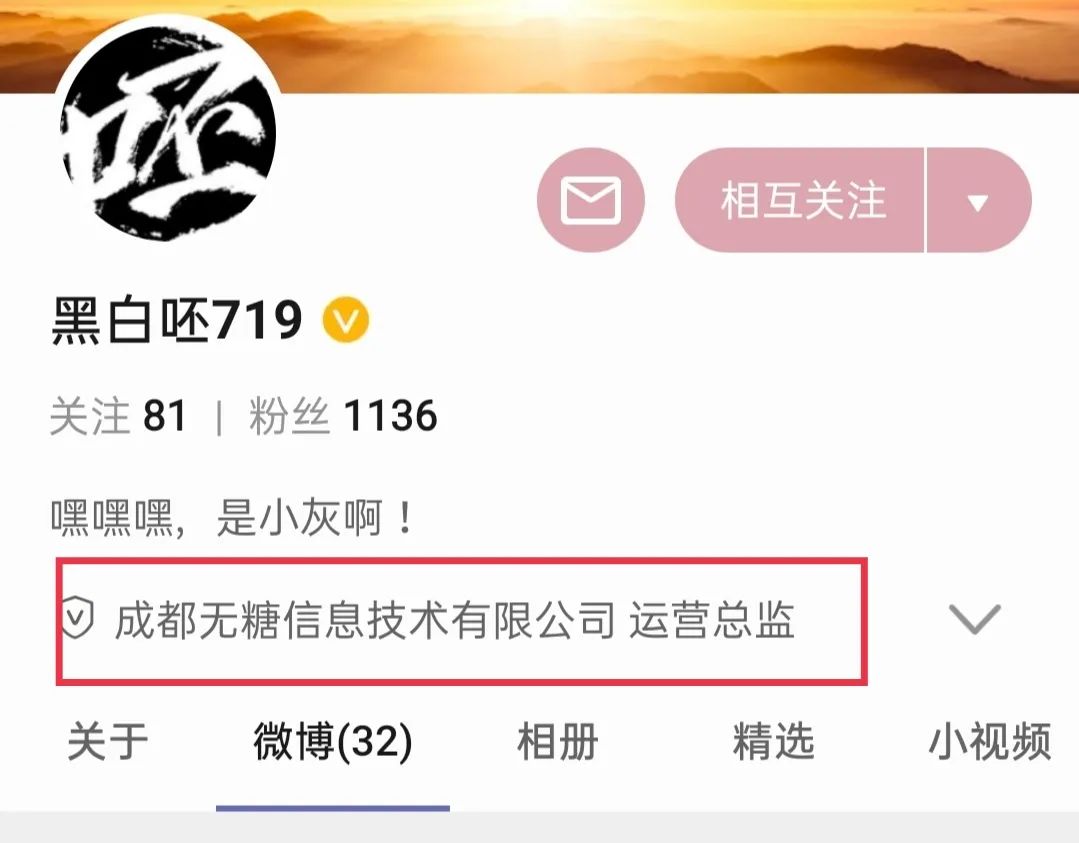 呸
相互关注
黑白呸719
关注 81 | 粉丝 1136
嘿嘿嘿，是小灰啊！
成都无糖信息技术有限公司 运营总监
关于 微博(32) 相册 精选 小视频